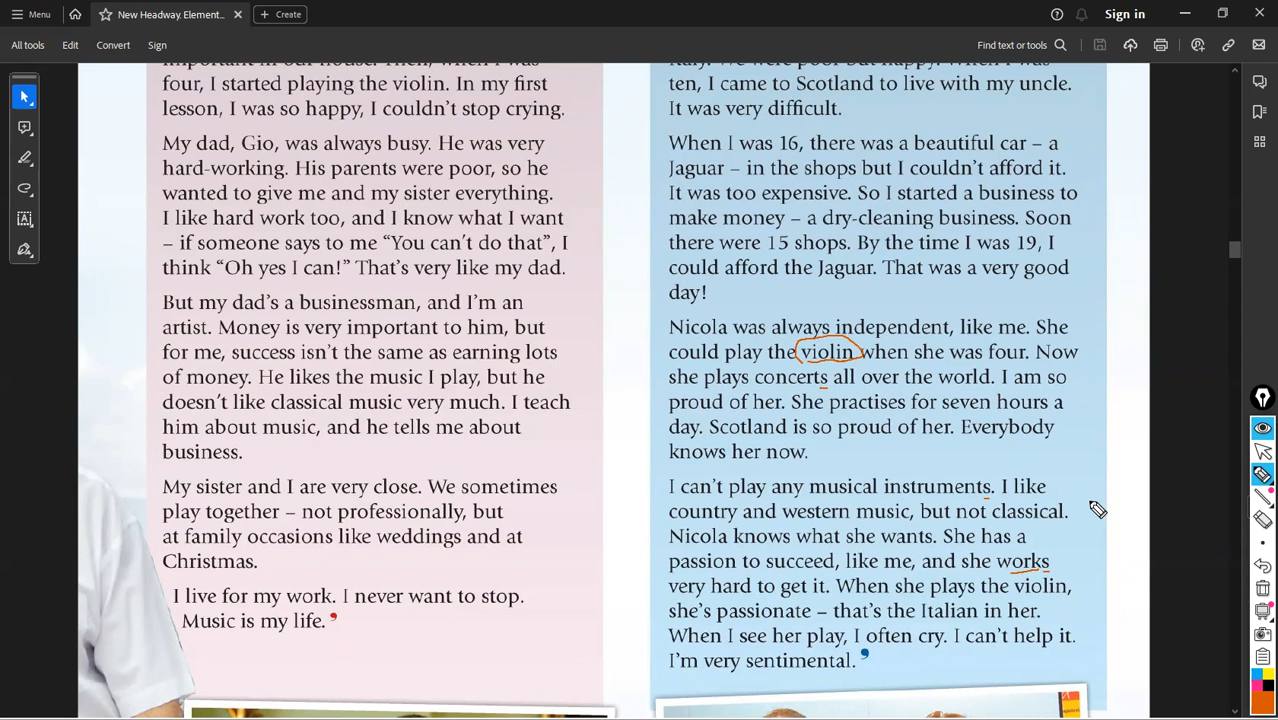 Menu
New Headway. Element...
Create
Sign in
All tools
Edit
Convert
Sign
Find text or tools
important in our house. Then, when I was
four, I started playing the violin. In my first
lesson, I was so happy, I couldn't stop crying.
My dad, Gio, was always busy. He was very
hard-working. His parents were poor, so he
wanted to give me and my sister everything.
I like hard work too, and I know what I want
– if someone says to me “You can't do that”, I
think “Oh yes I can!” That's very like my dad.
But my dad's a businessman, and I'm an
artist. Money is very important to him, but
for me, success isn't the same as earning lots
of money. He likes the music I play, but he
doesn't like classical music very much. I teach
him about music, and he tells me about
business.
My sister and I are very close. We sometimes
play together – not professionally, but
at family occasions like weddings and at
Christmas.
I live for my work. I never want to stop.
Music is my life.’
Italy. We were poor but happy. When I was
ten, I came to Scotland to live with my uncle.
It was very difficult.
When I was 16, there was a beautiful car – a
Jaguar – in the shops but I couldn't afford it.
It was too expensive. So I started a business to
make money – a dry-cleaning business. Soon
there were 15 shops. By the time I was 19, I
could afford the Jaguar. That was a very good
day!
Nicola was always independent, like me. She
could play the violin when she was four. Now
she plays concerts all over the world. I am so
proud of her. She practises for seven hours a
day. Scotland is so proud of her. Everybody
knows her now.
I can't play any musical instruments. I like
country and western music, but not classical.
Nicola knows what she wants. She has a
passion to succeed, like me, and she works
very hard to get it. When she plays the violin,
she's passionate – that's the Italian in her.
When I see her play, I often cry. I can't help it.
I'm very sentimental.’